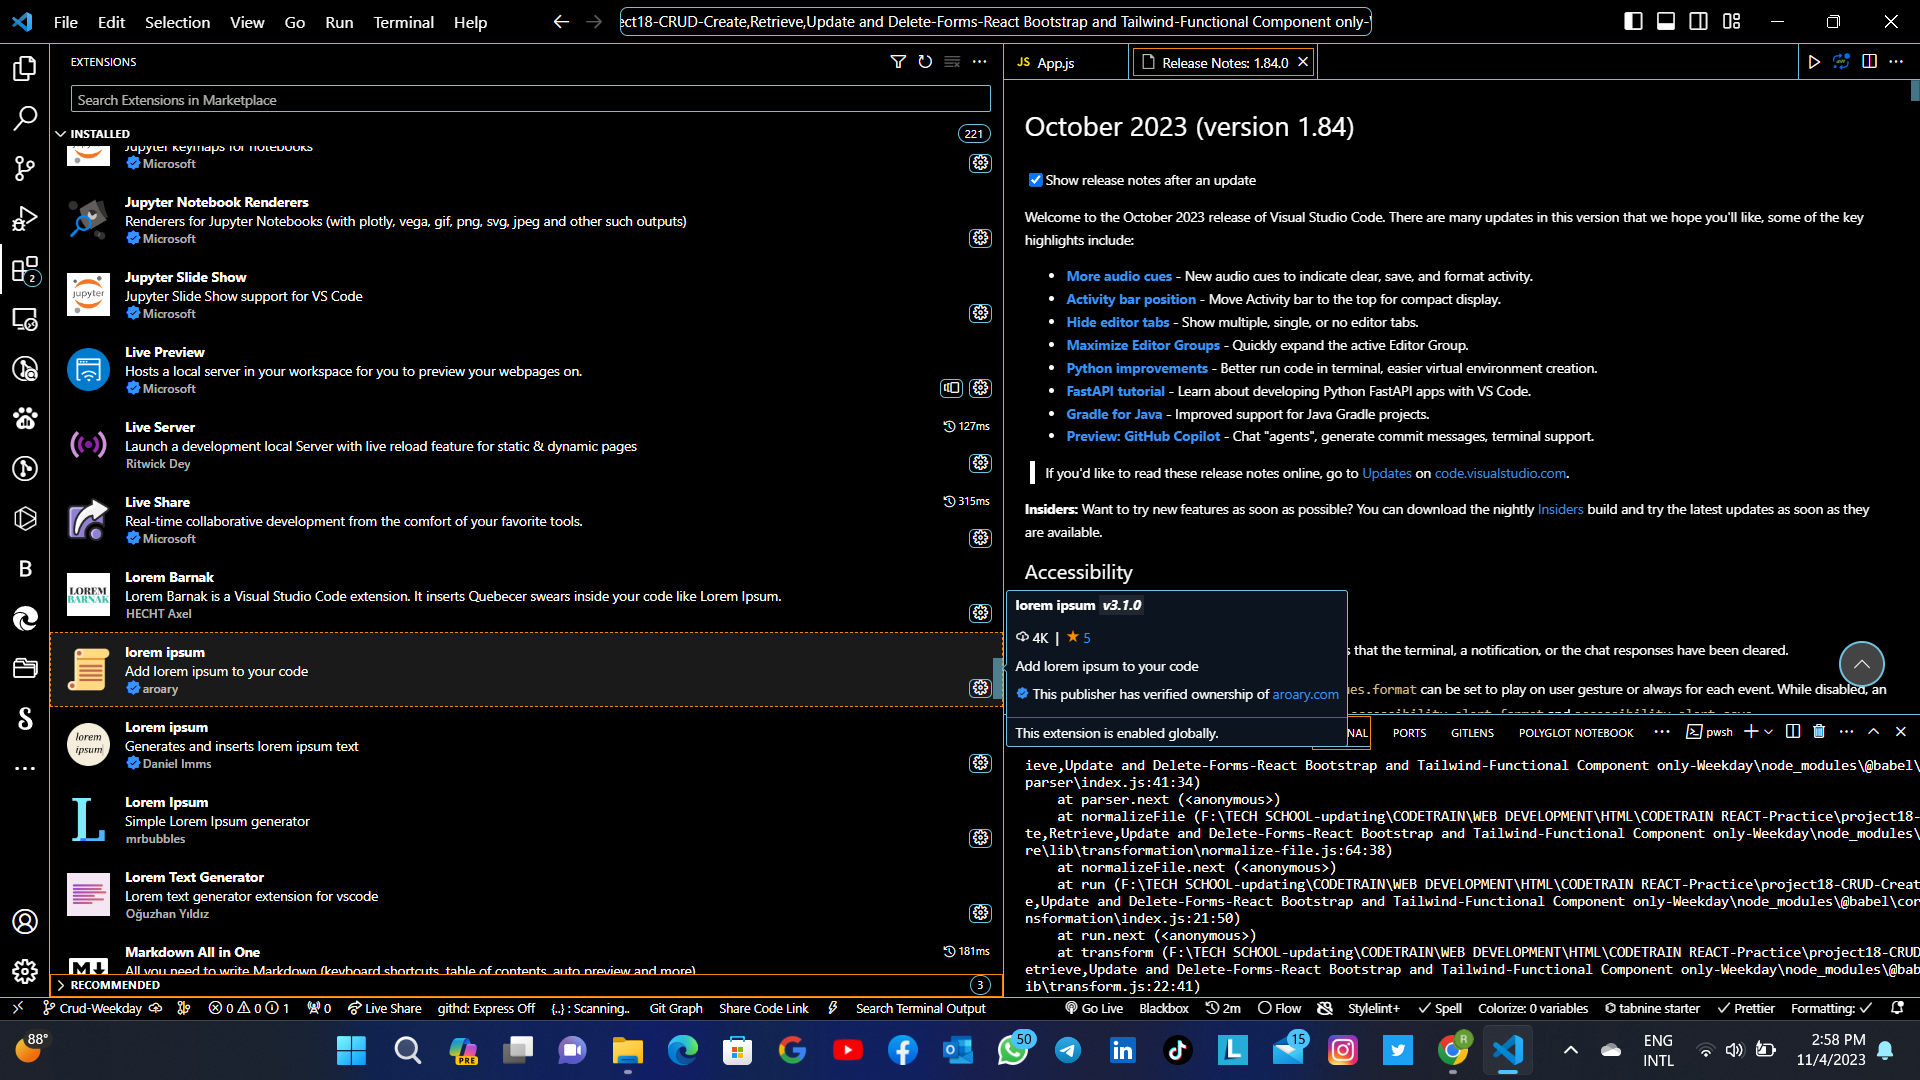 File Edit Selection View Go Run Terminal Help
ect18-CRUD-Create,Retrieve,Update and Delete-Forms-React Bootstrap and Tailwind-Functional Component only-
EXTENSIONS
Search Extensions in Marketplace
INSTALLED
221
Jupyter keymaps for notebooks
Microsoft
Jupyter Notebook Renderers
Renderers for Jupyter Notebooks (with plotly, vega, gif, png, svg, jpeg and other such outputs)
Microsoft
jupyter
Jupyter Slide Show
Jupyter Slide Show support for VS Code
Microsoft
Live Preview
Hosts a local server in your workspace for you to preview your webpages on.
Microsoft
Live Server
127ms
Launch a development local Server with live reload feature for static & dynamic pages
Ritwick Dey
Live Share
315ms
Real-time collaborative development from the comfort of your favorite tools.
Microsoft
LOREM
BARNAK
Lorem Barnak
Lorem Barnak is a Visual Studio Code extension. It inserts Quebecer swears inside your code like Lorem Ipsum.
HECHT Axel
lorem ipsum
Add lorem ipsum to your code
aroary
lorem
ipsum
Lorem ipsum
Generates and inserts lorem ipsum text
Daniel Imms
L
Lorem Ipsum
Simple Lorem Ipsum generator
mrbubbles
Lorem Text Generator
Lorem text generator extension for vscode
Oğuzhan Yıldız
Markdown All in One
181ms
All you need to write Markdown (keyboard shortcuts, table of contents, auto preview and more)
RECOMMENDED
3
2
B
JS App.js
Release Notes: 1.84.0
October 2023 (version 1.84)
Show release notes after an update
Welcome to the October 2023 release of Visual Studio Code. There are many updates in this version that we hope you'll like, some of the key
highlights include:
• More audio cues - New audio cues to indicate clear, save, and format activity.
• Activity bar position - Move Activity bar to the top for compact display.
• Hide editor tabs - Show multiple, single, or no editor tabs.
• Maximize Editor Groups - Quickly expand the active Editor Group.
• Python improvements - Better run code in terminal, easier virtual environment creation.
• FastAPI tutorial - Learn about developing Python FastAPI apps with VS Code.
• Gradle for Java - Improved support for Java Gradle projects.
• Preview: GitHub Copilot - Chat "agents", generate commit messages, terminal support.
If you'd like to read these release notes online, go to Updates on code.visualstudio.com.
Insiders: Want to try new features as soon as possible? You can download the nightly Insiders build and try the latest updates as soon as they
are available.
Accessibility
lorem ipsum v3.1.0
4K | ★ 5
Add lorem ipsum to your code
This publisher has verified ownership of aroary.com
This extension is enabled globally.
s that the terminal, a notification, or the chat responses have been cleared.
ues.format can be set to play on user gesture or always for each event. While disabled, an
NAL PORTS GITLENS POLYGLOT NOTEBOOK ··· pwsh
ieve,Update and Delete-Forms-React Bootstrap and Tailwind-Functional Component only-Weekday\node_modules\@babel\
parser\index.js:41:34)
at parser.next (<anonymous>)
at normalizeFile (F:\TECH SCHOOL-updating\CODETRAIN\WEB DEVELOPMENT\HTML\CODETRAIN REACT-Practice\project18-
te,Retrieve,Update and Delete-Forms-React Bootstrap and Tailwind-Functional Component only-Weekday\node_modules\
re\lib\transformation\normalize-file.js:64:38)
at normalizeFile.next (<anonymous>)
at run (F:\TECH SCHOOL-updating\CODETRAIN\WEB DEVELOPMENT\HTML\CODETRAIN REACT-Practice\project18-CRUD-Creat
e,Update and Delete-Forms-React Bootstrap and Tailwind-Functional Component only-Weekday\node_modules\@babel\cor
nsformation\index.js:21:50)
at run.next (<anonymous>)
at transform (F:\TECH SCHOOL-updating\CODETRAIN\WEB DEVELOPMENT\HTML\CODETRAIN REACT-Practice\project18-CRUD
etrieve,Update and Delete-Forms-React Bootstrap and Tailwind-Functional Component only-Weekday\node_modules\@bab
ib\transform.js:22:41)
Crud-Weekday 0 0 1 0 Live Share githd: Express Off {..} : Scanning.. Git Graph Share Code Link Search Terminal Output Go Live Blackbox 2m Flow Stylelint+ Spell Colorize: 0 variables tabnine starter Prettier Formatting:
88°
PRE
50
15
R
ENG
INTL
2:58 PM
11/4/2023